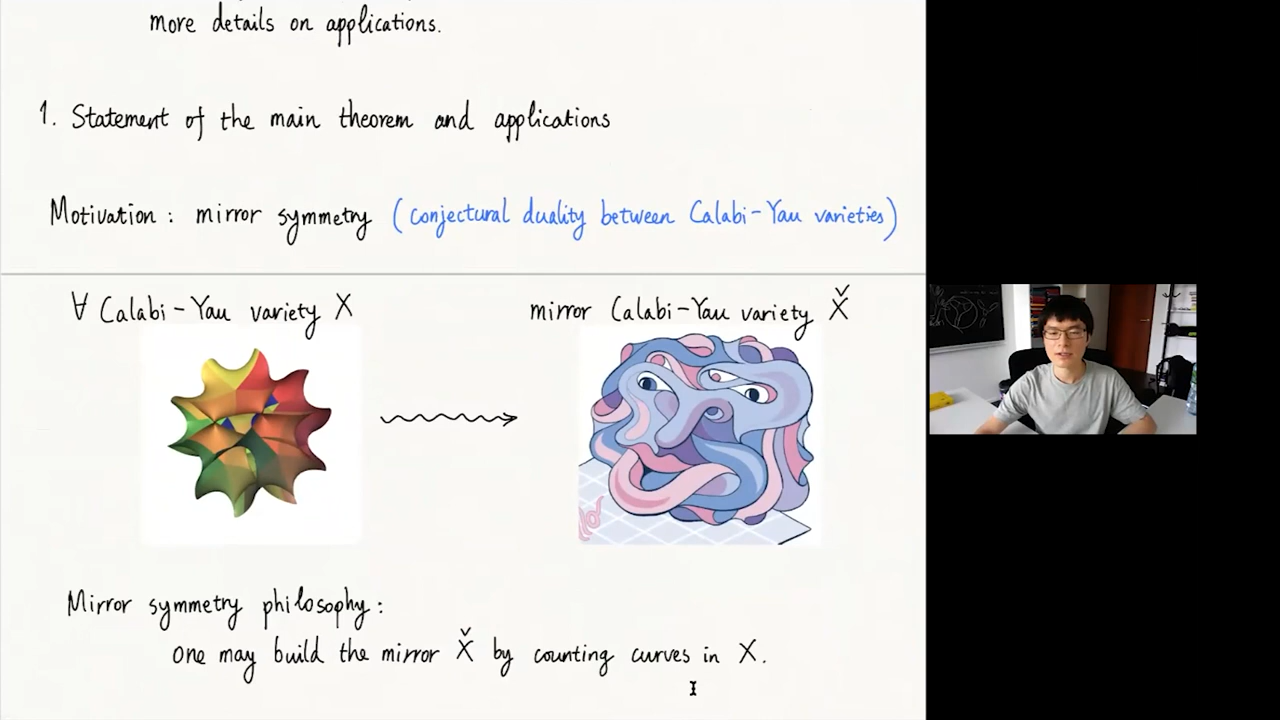 more details on applications.
1. Statement of the main theorem and applications
Motivation: mirror symmetry (conjectural duality between Calabi-Yau varieties)
∀ Calabi-Yau variety X
mirror Calabi-Yau variety X̌
Mirror symmetry philosophy:
one may build the mirror X̌ by counting curves in X.